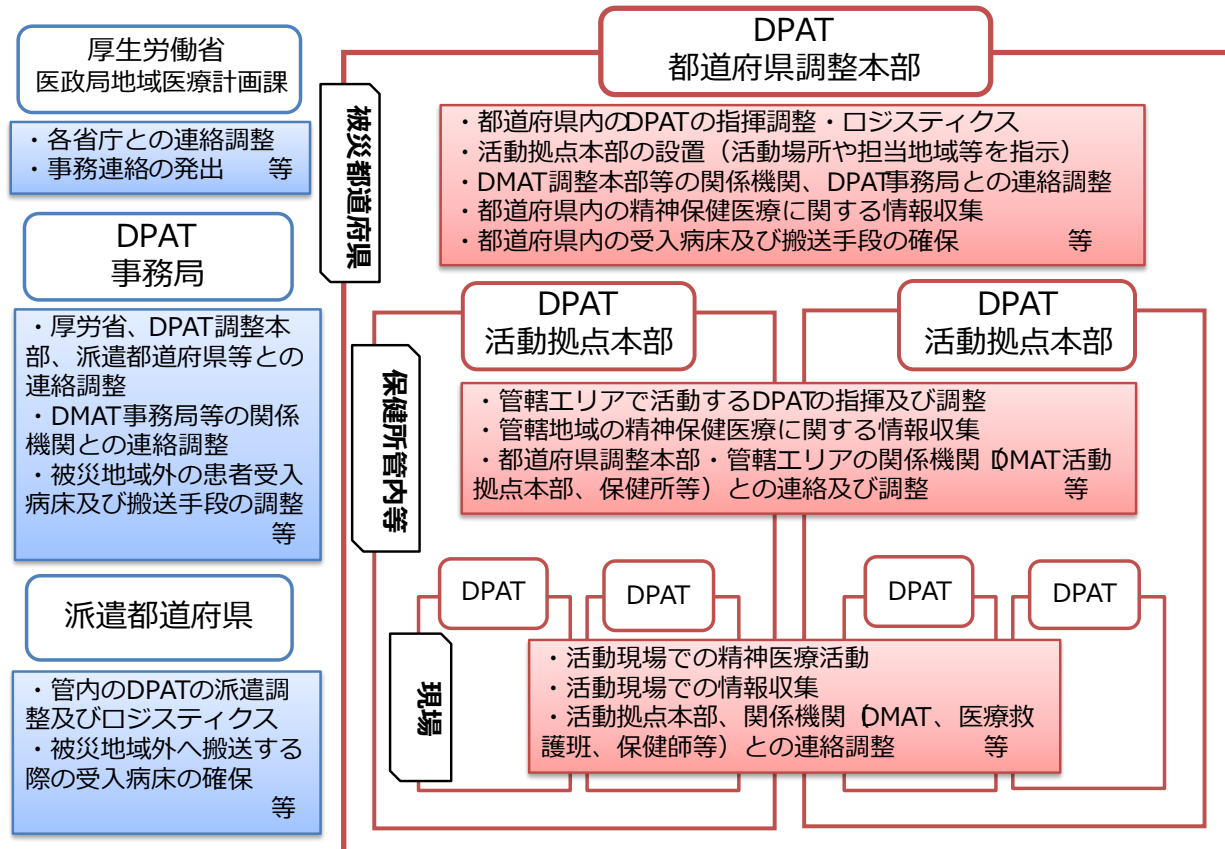 厚生労働省
医政局地域医療計画課
・各省庁との連絡調整
・事務連絡の発出　等
DPAT
事務局
・厚労省、DPAT調整本
部、派遣都道府県等との
連絡調整
・DMAT事務局等の関係
機関との連絡調整
・被災地域外の患者受入
病床及び搬送手段の調整
等
派遣都道府県
・管内のDPATの派遣調
整及びロジスティクス
・被災地域外へ搬送する
際の受入病床の確保
等
被災都道府県
DPAT
都道府県調整本部
・都道府県内のDPATの指揮調整・ロジスティクス
・活動拠点本部の設置（活動場所や担当地域等を指示）
・DMAT調整本部等の関係機関、DPAT事務局との連絡調整
・都道府県内の精神保健医療に関する情報収集
・都道府県内の受入病床及び搬送手段の確保　等
保健所管内等
DPAT
活動拠点本部
DPAT
活動拠点本部
・管轄エリアで活動するDPATの指揮及び調整
・管轄地域の精神保健医療に関する情報収集
・都道府県調整本部・管轄エリアの関係機関（DMAT活動
拠点本部、保健所等）との連絡及び調整　等
現場
DPAT
DPAT
DPAT
DPAT
・活動現場での精神医療活動
・活動現場での情報収集
・活動拠点本部、関係機関（DMAT、医療救
護班、保健師等）との連絡調整　等